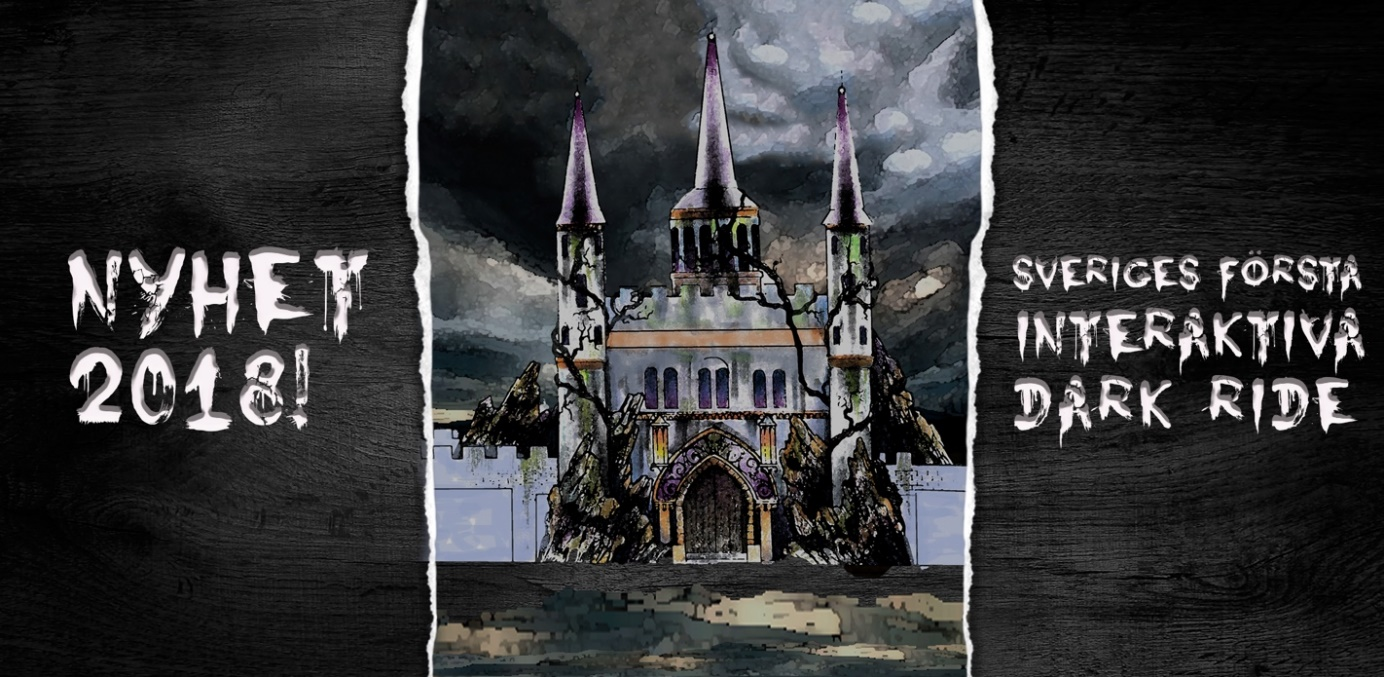 NYHET
2018!
SVERIGES FÖRSTA
INTERAKTIVA
DARK RIDE